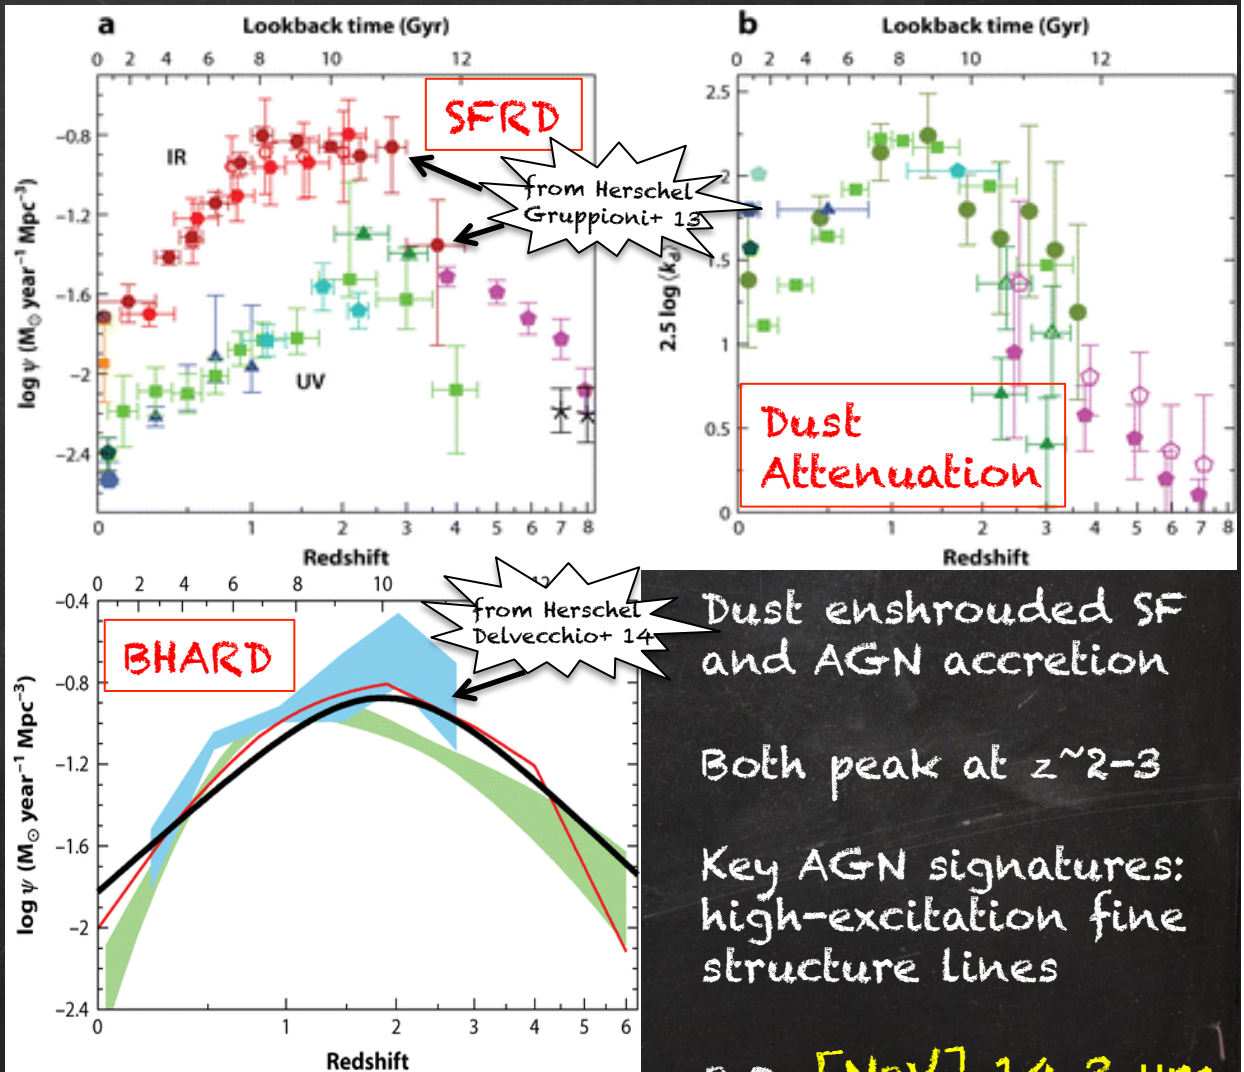 a
Lookback time (Gyr)
0 2 4 6 8 10 12
SFRD
IR
UV
from Herschel
Gruppioni+ 13
log ψ (M⊙ year⁻¹ Mpc⁻³)
−0.8
−1.2
−1.6
−2
−2.4
0 1 2 3 4 5 6 7 8
Redshift
b
Lookback time (Gyr)
0 2 4 6 8 10 12
2.5 log ⟨kd⟩
2.5
2
1.5
1
0.5
0
Dust
Attenuation
0 1 2 3 4 5 6 7 8
Redshift
0 2 4 6 8 10 12
BHARD
from Herschel
Delvecchio+ 14
log ψ (M⊙ year⁻¹ Mpc⁻³)
−0.4
−0.8
−1.2
−1.6
−2
−2.4
0 1 2 3 4 5 6
Redshift
Dust enshrouded SF
and AGN accretion
Both peak at z~2-3
Key AGN signatures:
high-excitation fine
structure lines
[NeV] 14.3 um